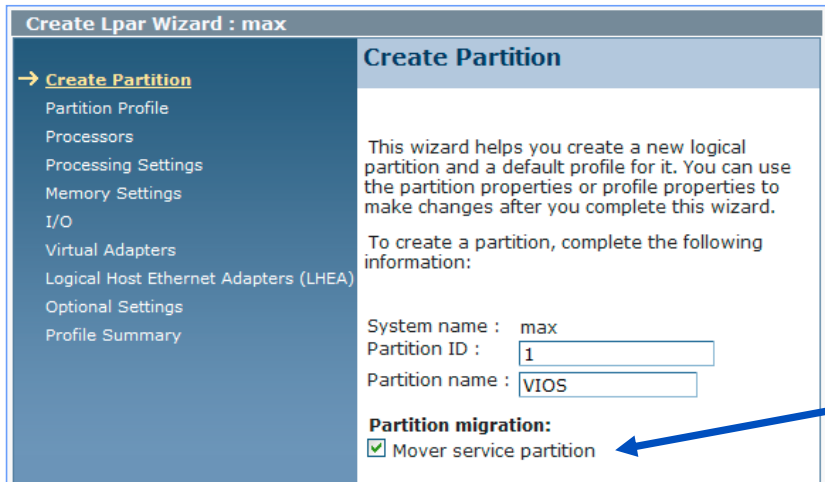 Create Lpar Wizard : max
Create Partition
Partition Profile
Processors
Processing Settings
Memory Settings
I/O
Virtual Adapters
Logical Host Ethernet Adapters (LHEA)
Optional Settings
Profile Summary
Create Partition
This wizard helps you create a new logical
partition and a default profile for it. You can use
the partition properties or profile properties to
make changes after you complete this wizard.
To create a partition, complete the following
information:
System name : max
Partition ID : 1
Partition name : VIOS
Partition migration:
Mover service partition